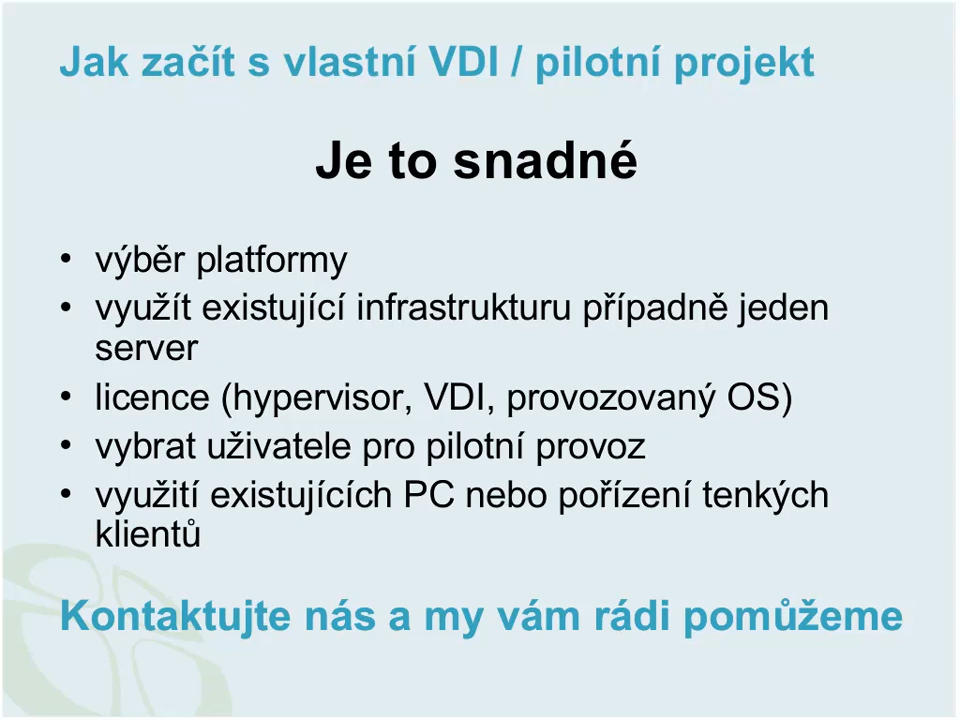 Jak začít s vlastní VDI / pilotní projekt
Je to snadné
• výběr platformy
• využít existující infrastrukturu případně jeden
server
• licence (hypervisor, VDI, provozovaný OS)
• vybrat uživatele pro pilotní provoz
• využití existujících PC nebo pořízení tenkých
klientů
Kontaktujte nás a my vám rádi pomůžeme